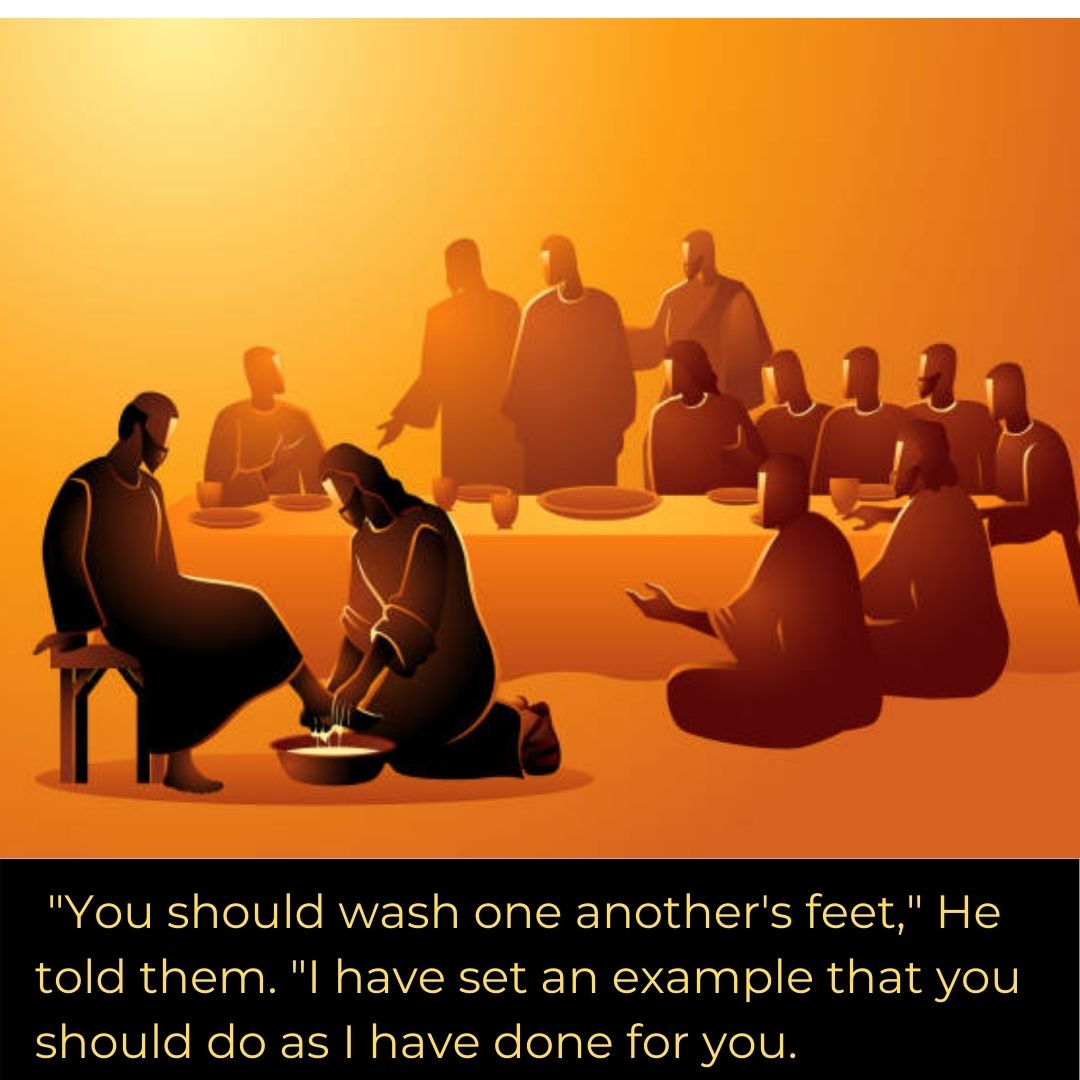 "You should wash one another's feet," He
told them. "I have set an example that you
should do as I have done for you.